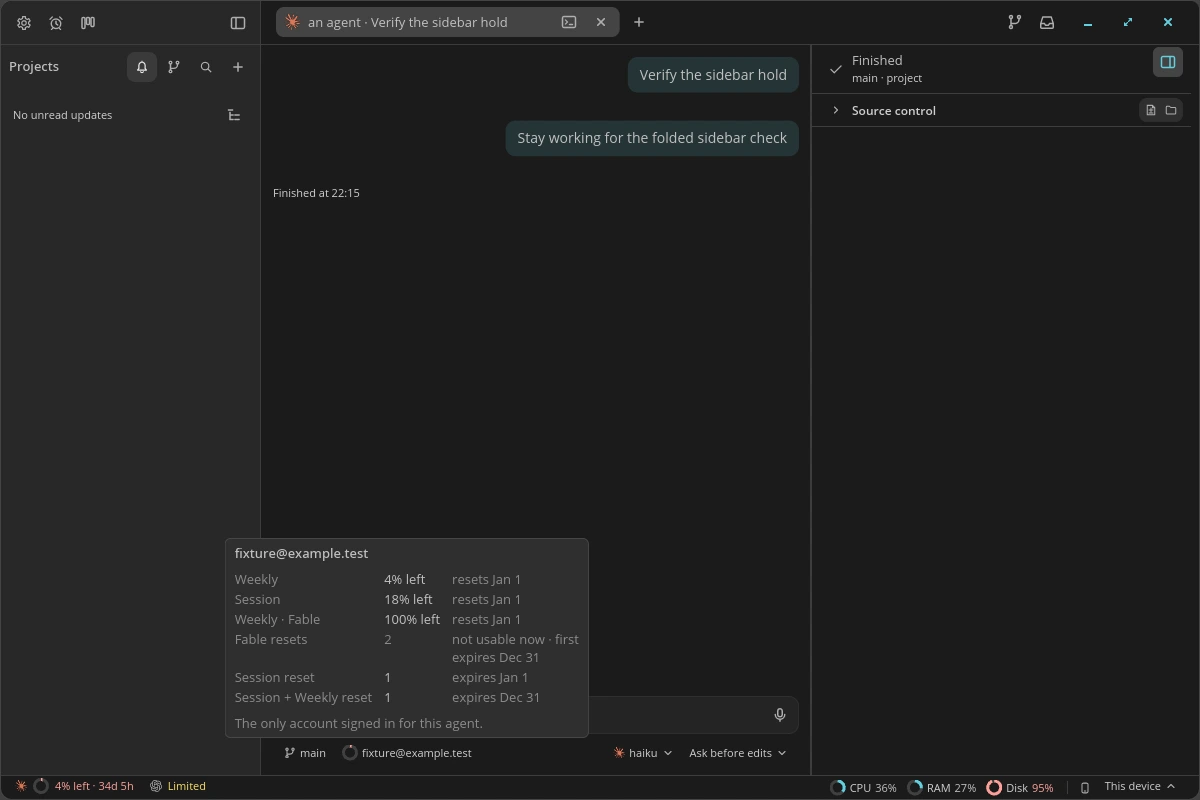 an agent · Verify the sidebar hold
Projects
No unread updates
Verify the sidebar hold
Stay working for the folded sidebar check
Finished at 22:15
Finished
main · project
Source control
fixture@example.test
Weekly 4% left resets Jan 1
Session 18% left resets Jan 1
Weekly · Fable 100% left resets Jan 1
Fable resets 2 not usable now · first
expires Dec 31
Session reset 1 expires Jan 1
Session + Weekly reset 1 expires Dec 31
The only account signed in for this agent.
main fixture@example.test haiku Ask before edits
4% left · 34d 5h Limited CPU 36% RAM 27% Disk 95% This device